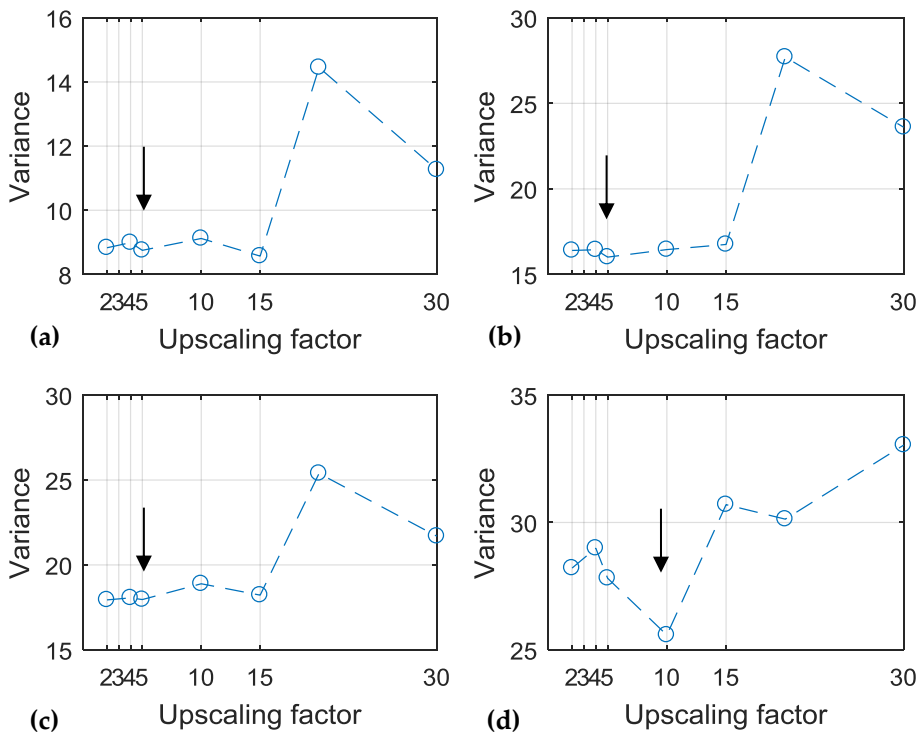 16
14
12
10
8
Variance
2345 10 15 30
(a) Upscaling factor
30
25
20
15
Variance
2345 10 15 30
(b) Upscaling factor
30
25
20
15
Variance
2345 10 15 30
(c) Upscaling factor
35
30
25
Variance
2345 10 15 30
(d) Upscaling factor